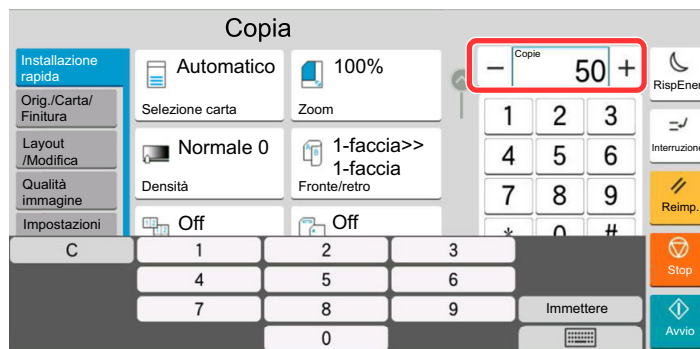 Copia
Installazione
rapida
Orig./Carta/
Finitura
Layout
/Modifica
Qualità
immagine
Impostazioni
Automatico
Selezione carta
100%
Zoom
Normale 0
Densità
1-faccia>>
1-faccia
Fronte/retro
Off
Off
Copie
− 50 +
1 2 3
4 5 6
7 8 9
* 0 #
RispEner
Interruzione
Reimp.
Stop
Avvio
C 1 2 3
4 5 6
7 8 9 Immettere
0